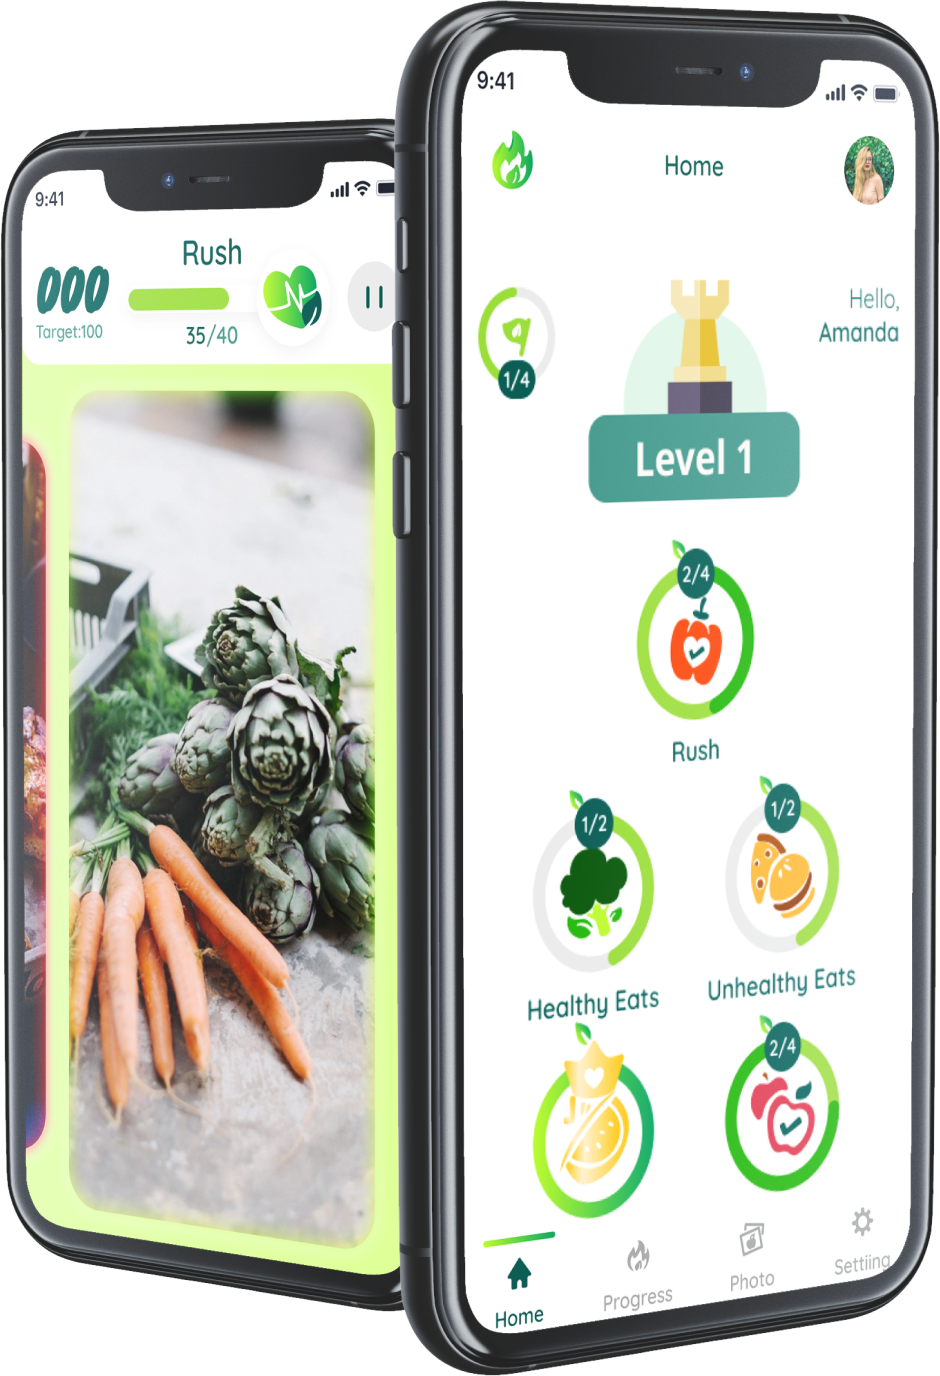 9:41
Rush
000
Target:100
35/40
9:41
Home
Hello,
Amanda
1/4
Level 1
2/4
Rush
1/2
1/2
Healthy Eats
Unhealthy Eats
2/4
Home
Progress
Photo
Settiing